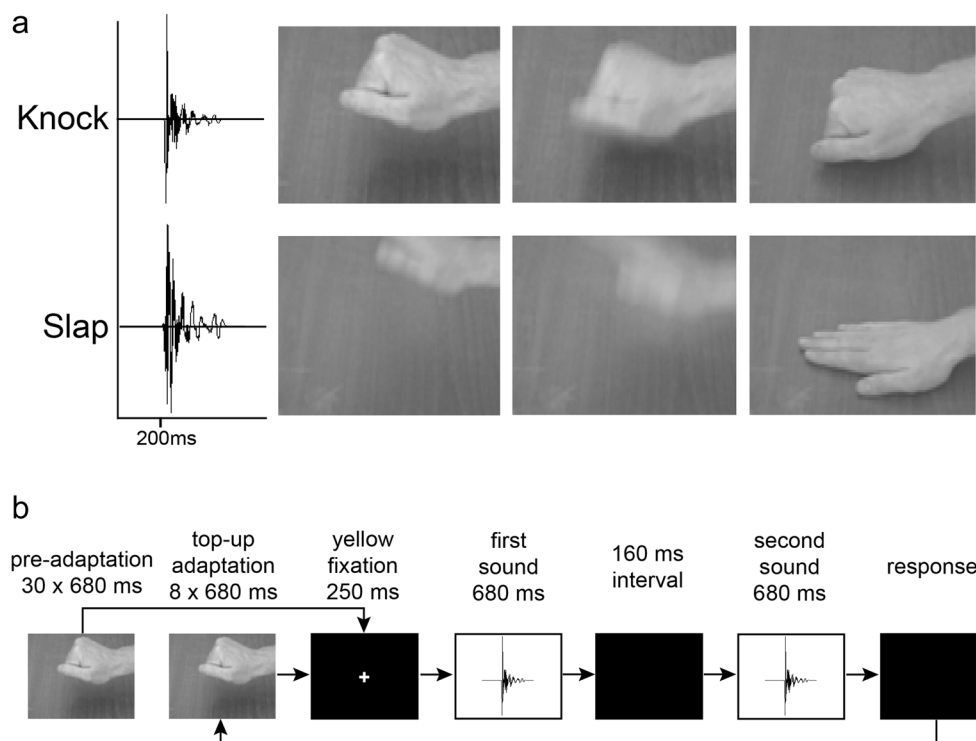 a
Knock
Slap
200ms
b
pre-adaptation
30 x 680 ms
top-up
adaptation
8 x 680 ms
yellow
fixation
250 ms
first
sound
680 ms
160 ms
interval
second
sound
680 ms
response